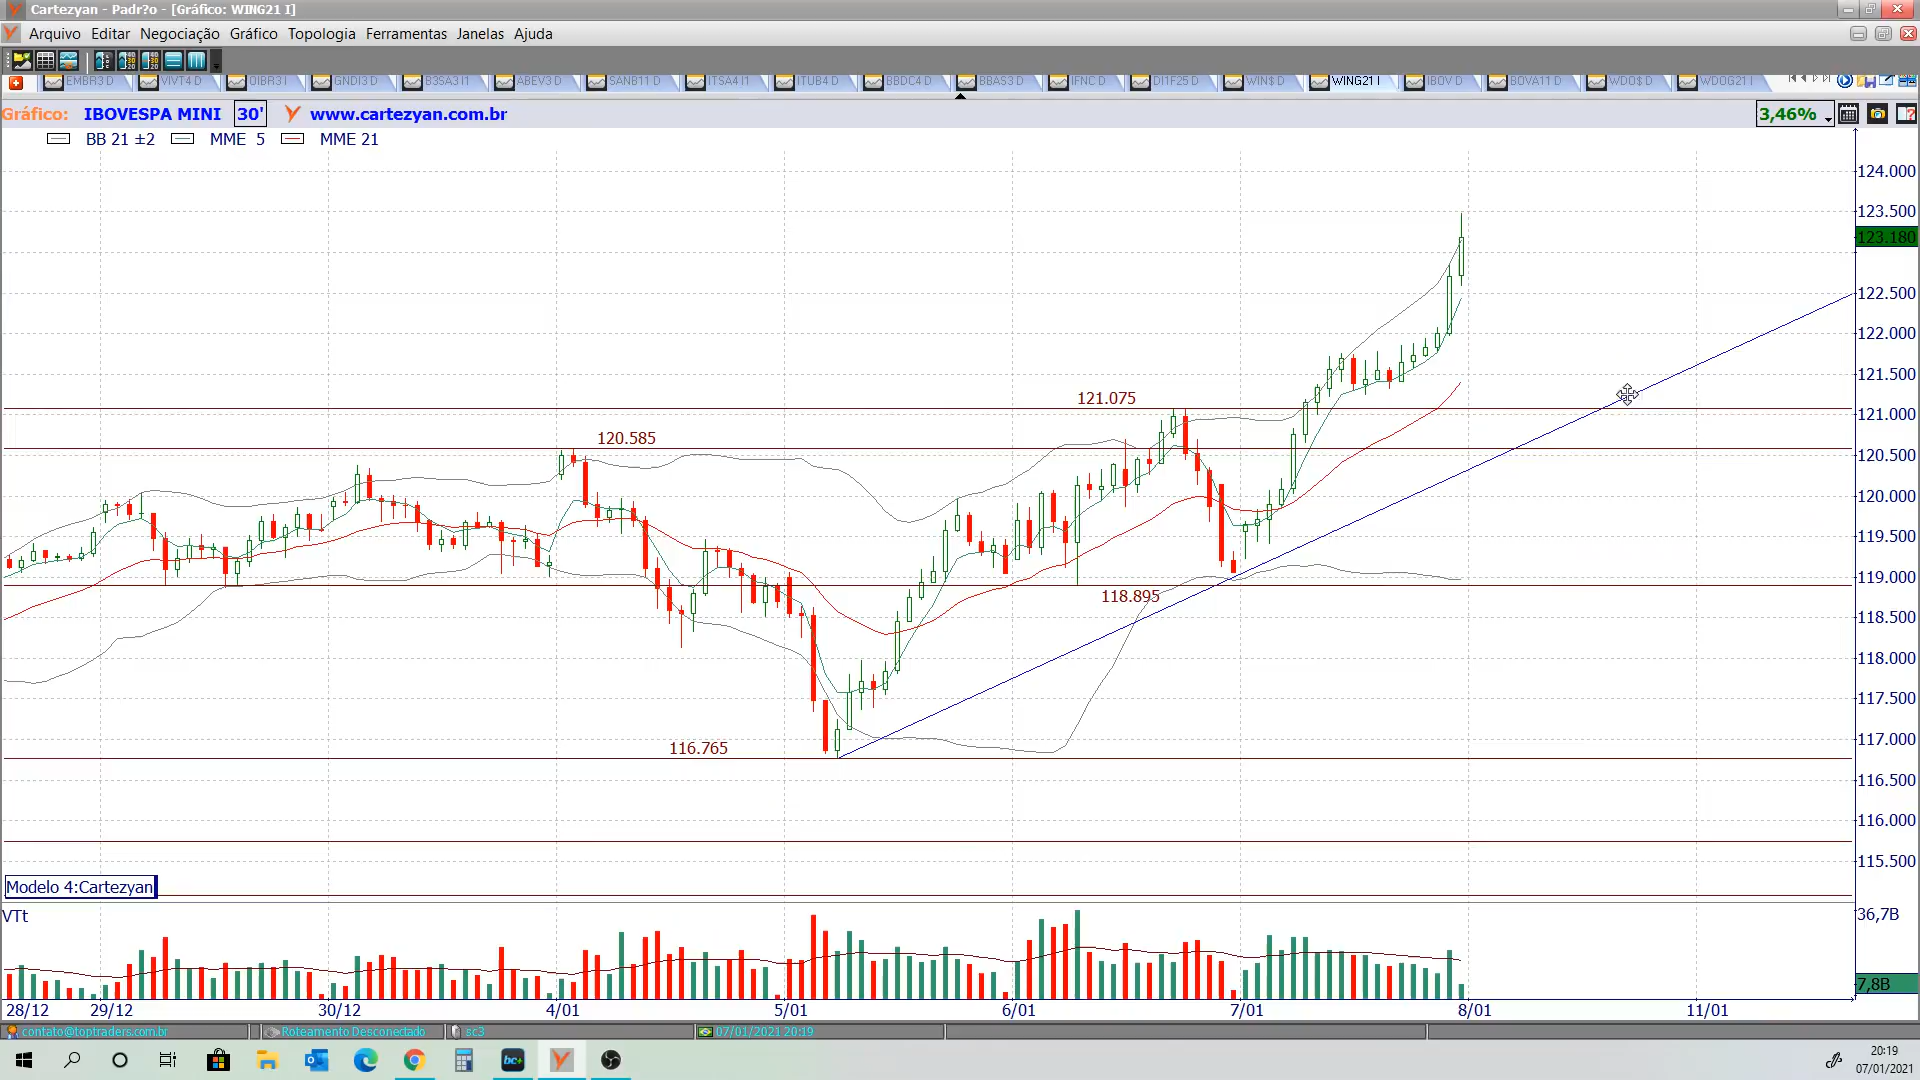 Cartezyan - Padr?o - [Gráfico: WING21 I]
Arquivo Editar Negociação Gráfico Topologia Ferramentas Janelas Ajuda
EMBR3 D VIVT4 D OIBR3 I GNDI3 D B3SA3 I1 ABEV3 D SANB11 D ITSA4 I1 ITUB4 D BBDC4 D BBAS3 D IFNC D DI1F25 D WIN$ D WING21 I IBOV D BOVA11 D WDO$ D WDOG21 I
Gráfico: IBOVESPA MINI 30' www.cartezyan.com.br 3,46%
BB 21 ±2 MME 5 MME 21
124.000
123.500
123.180
122.500
122.000
121.500
121.075
121.000
120.585
120.500
120.000
119.500
119.000
118.895
118.500
118.000
117.500
117.000
116.765
116.500
116.000
115.500
Modelo 4:Cartezyan
VTt
36,7B
7,8B
28/12 29/12 30/12 4/01 5/01 6/01 7/01 8/01 11/01
contato@toptraders.com.br Roteamento Desconectado sc3 07/01/2021 20:19
bc+
20:19
07/01/2021